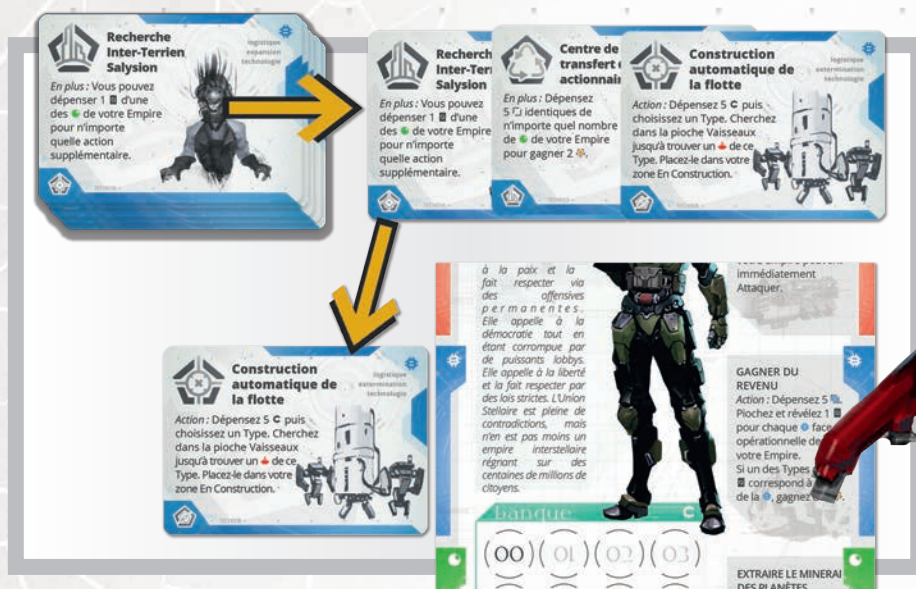 Recherche
Inter-Terrien
Salysion
logistique
expansion
technologie
En plus : Vous pouvez
dépenser 1 d'une
des de votre Empire
pour n'importe
quelle action
supplémentaire.
Recherch
Inter-Terr
Salysion
En plus : Vous pouvez
dépenser 1 d'une
des de votre Empire
pour n'importe
quelle action
supplémentaire.
Centre de
transfert
actionnai
En plus : Dépensez
5 identiques de
n'importe quel nombre
de de votre Empire
pour gagner 2 .
Construction
automatique de
la flotte
logistique
extermination
technologie
Action : Dépensez 5 C puis
choisissez un Type. Cherchez
dans la pioche Vaisseaux
jusqu'à trouver un de ce
Type. Placez-le dans votre
zone En Construction.
Construction
automatique de
la flotte
logistique
extermination
technologie
Action : Dépensez 5 C puis
choisissez un Type. Cherchez
dans la pioche Vaisseaux
jusqu'à trouver un de ce
Type. Placez-le dans votre
zone En Construction.
à la paix et la
fait respecter via
des offensives
permanentes.
Elle appelle à la
démocratie tout en
étant corrompue par
de puissants lobbys.
Elle appelle à la liberté
et la fait respecter par
des lois strictes. L'Union
Stellaire est pleine de
contradictions, mais
n'en est pas moins un
empire interstellaire
régnant sur des
centaines de millions de
citoyens.
banque C
00 01 02 03
votre Empire peuvent
immédiatement
Attaquer.
GAGNER DU
REVENU
Action : Dépensez 5 .
Piochez et révélez 1
pour chaque face
opérationnelle de
votre Empire.
Si un des Types
correspond à
de la , gagnez
EXTRAIRE LE MINERAI
DES PLANÈTES